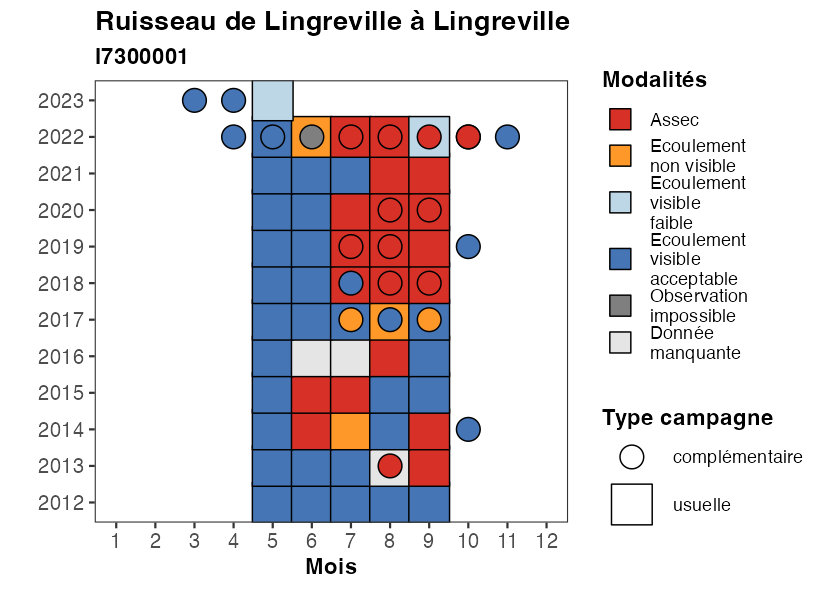 Ruisseau de Lingreville à Lingreville
I7300001
2023
2022
2021
2020
2019
2018
2017
2016
2015
2014
2013
2012
1 2 3 4 5 6 7 8 9 10 11 12
Mois
Modalités
Assec
Ecoulement
non visible
Ecoulement
visible
faible
Ecoulement
visible
acceptable
Observation
impossible
Donnée
manquante
Type campagne
complémentaire
usuelle